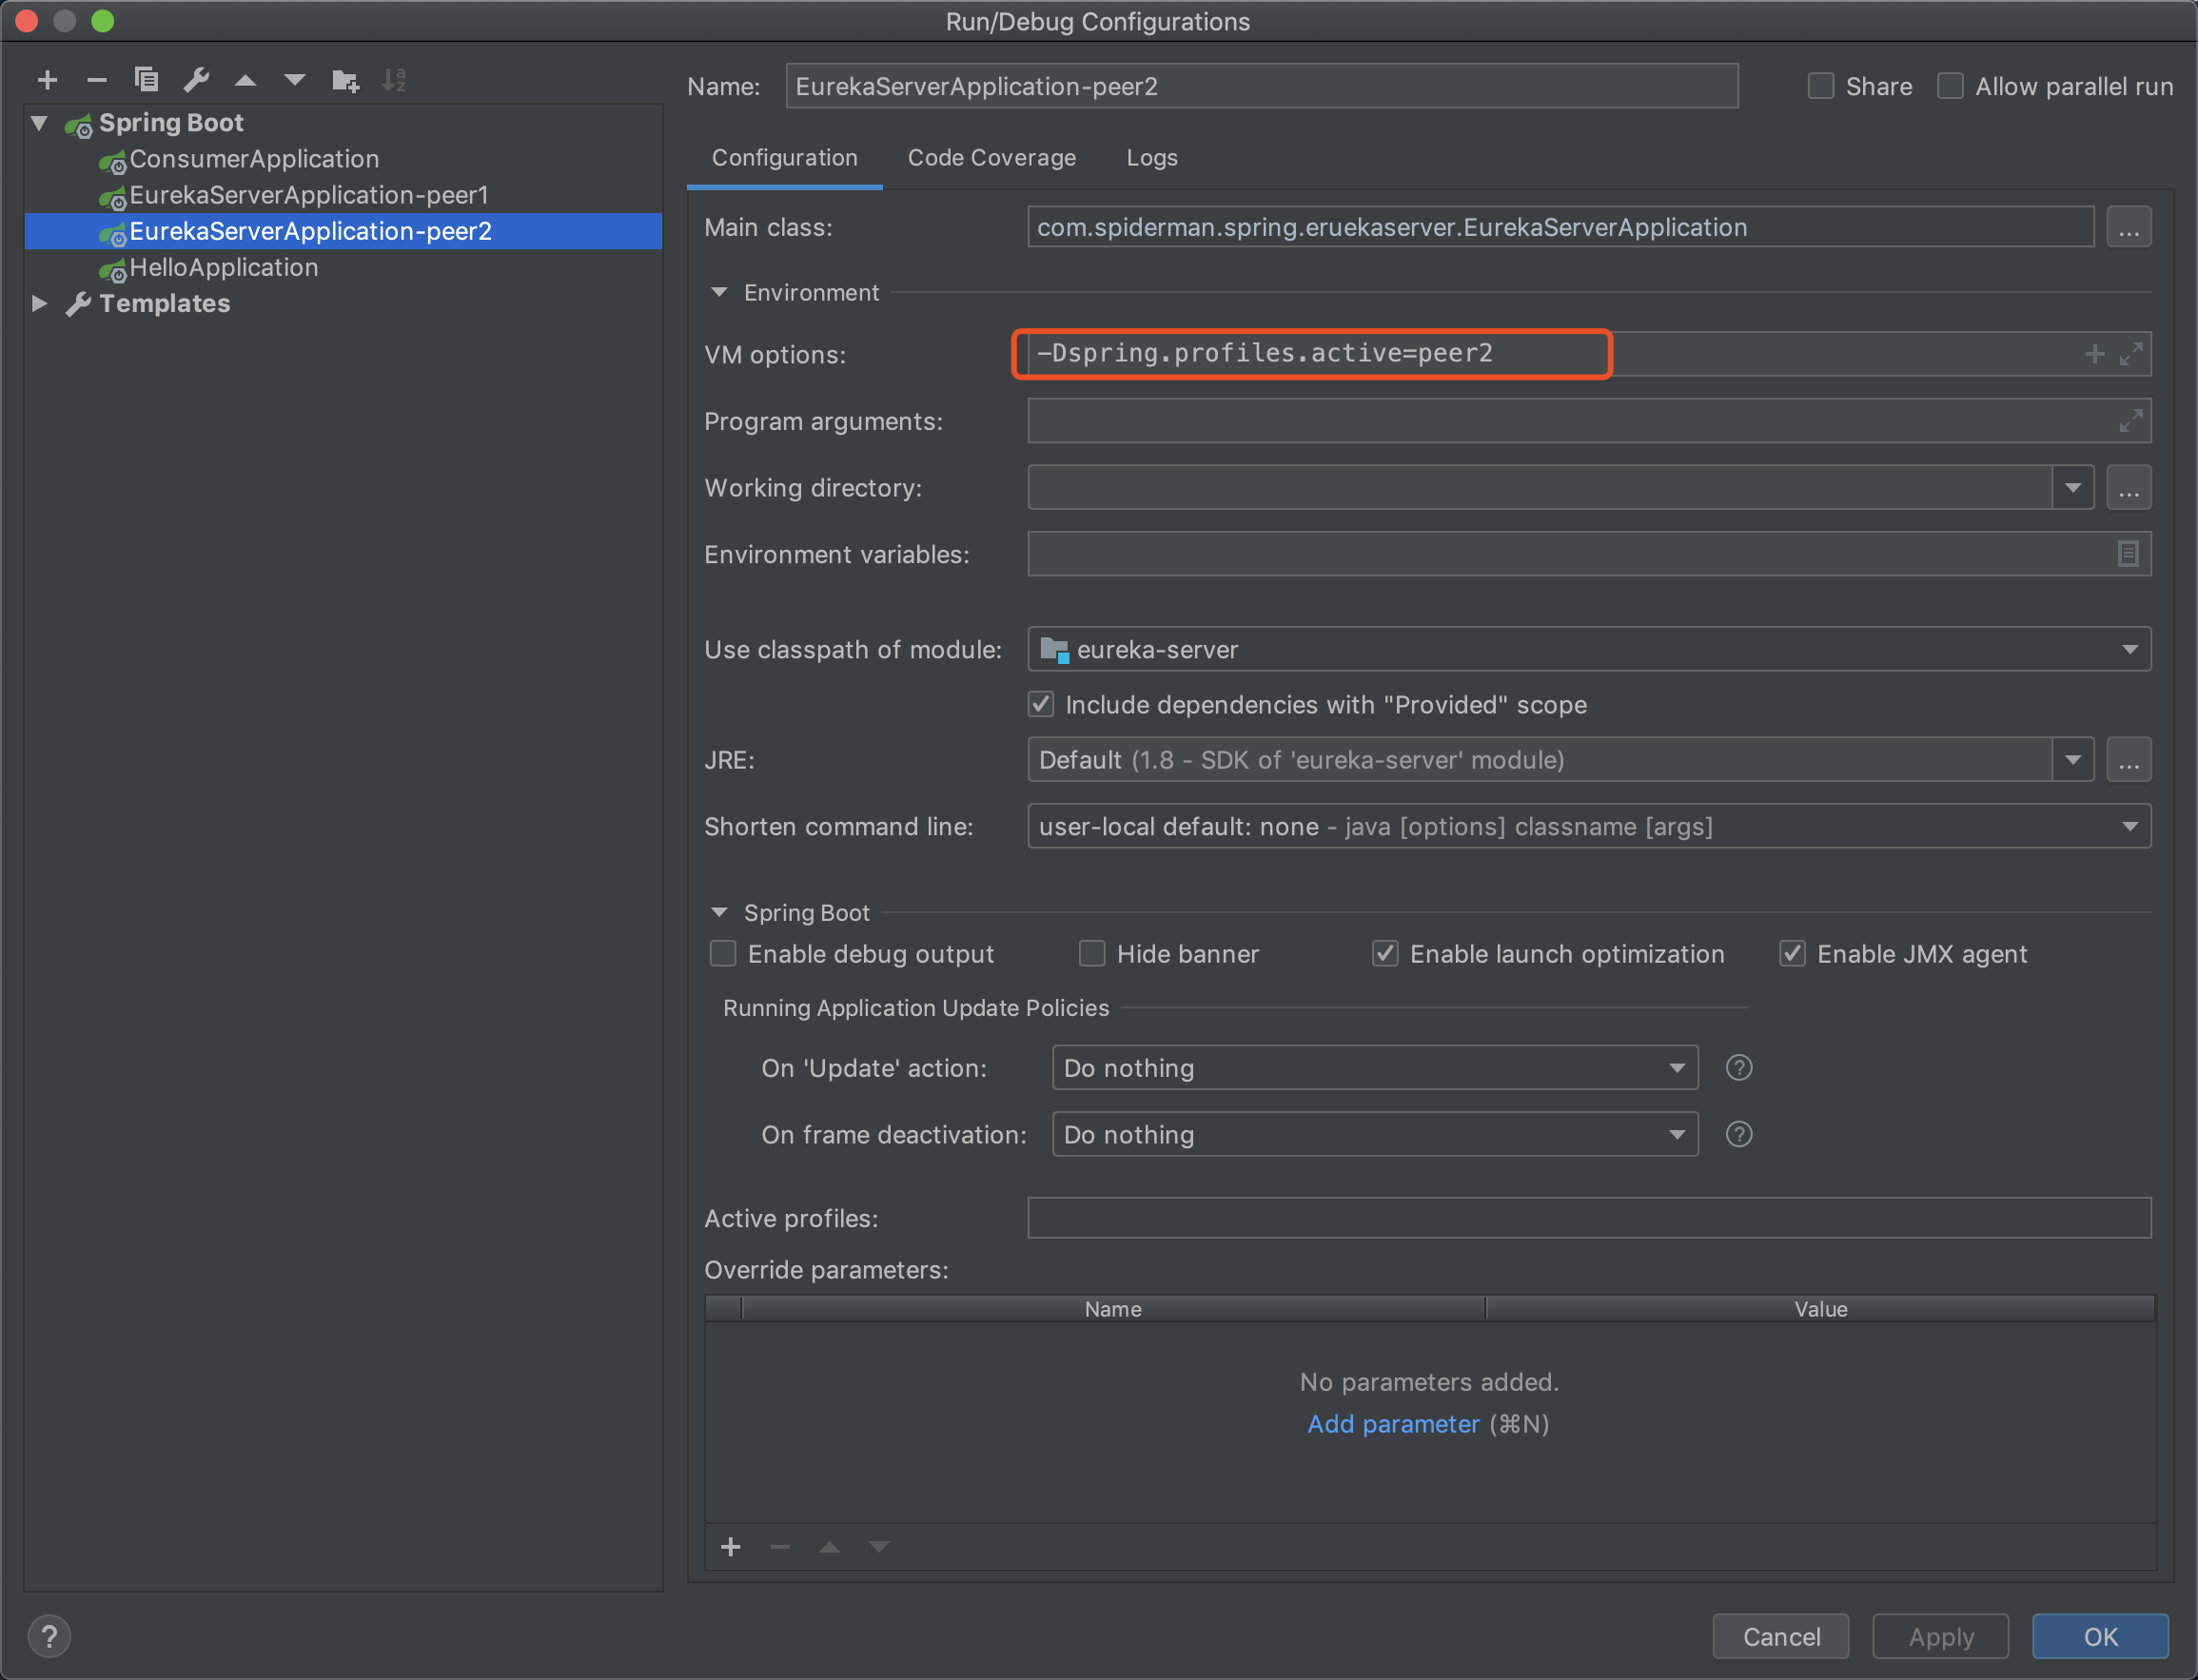 Run/Debug Configurations
Name: EurekaServerApplication-peer2
Share
Allow parallel run
Spring Boot
ConsumerApplication
EurekaServerApplication-peer1
EurekaServerApplication-peer2
HelloApplication
Templates
Configuration
Code Coverage
Logs
Main class: com.spiderman.spring.eruekaserver.EurekaServerApplication ...
Environment
VM options: -Dspring.profiles.active=peer2
Program arguments:
Working directory: ...
Environment variables:
Use classpath of module: eureka-server
Include dependencies with "Provided" scope
JRE: Default (1.8 - SDK of 'eureka-server' module) ...
Shorten command line: user-local default: none - java [options] classname [args]
Spring Boot
Enable debug output
Hide banner
Enable launch optimization
Enable JMX agent
Running Application Update Policies
On 'Update' action: Do nothing ?
On frame deactivation: Do nothing ?
Active profiles:
Override parameters:
Name Value
No parameters added.
Add parameter (⌘N)
? Cancel Apply OK